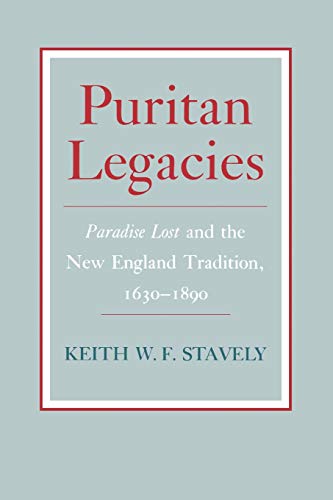 Puritan
Legacies
Paradise Lost and the
New England Tradition,
1630–1890
KEITH W. F. STAVELY